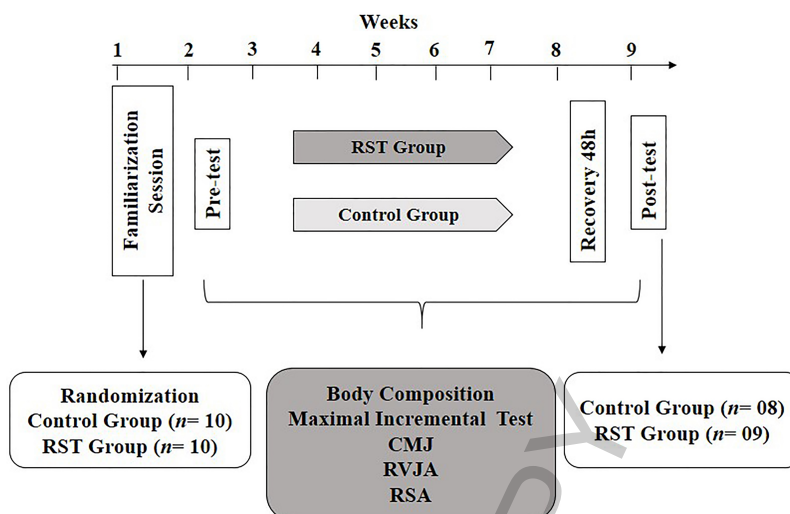 Weeks
1 2 3 4 5 6 7 8 9
Familiarization
Session
Pre-test
RST Group
Control Group
Recovery 48h
Post-test
Randomization
Control Group (n= 10)
RST Group (n= 10)
Body Composition
Maximal Incremental Test
CMJ
RVJA
RSA
Control Group (n= 08)
RST Group (n= 09)